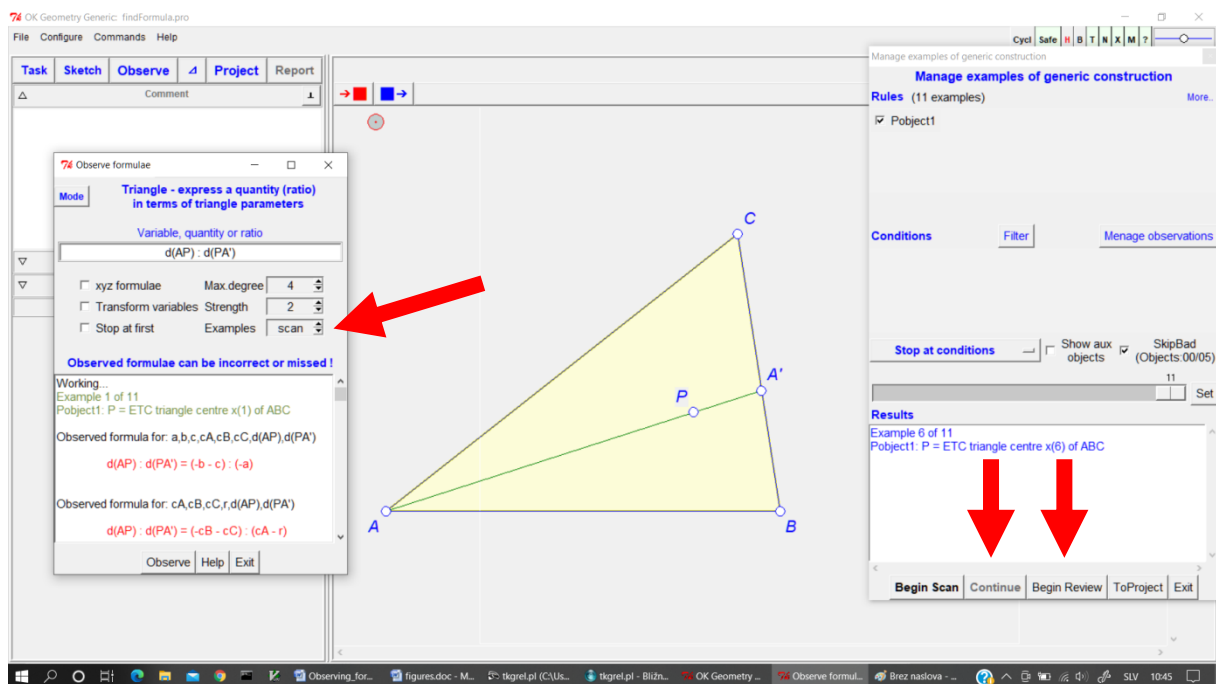 OK Geometry Generic: findFormula.pro
File Configure Commands Help
Cycl Safe H B T N X M ?
Task Sketch Observe ⊿ Project Report
Comment
Observe formulae
Mode
Triangle - express a quantity (ratio)
in terms of triangle parameters
Variable, quantity or ratio
d(AP) : d(PA')
xyz formulae Max.degree 4
Transform variables Strength 2
Stop at first Examples scan
Observed formulae can be incorrect or missed !
Working...
Example 1 of 11
Pobject1: P = ETC triangle centre x(1) of ABC
Observed formula for: a,b,c,cA,cB,cC,d(AP),d(PA')
d(AP) : d(PA') = (-b - c) : (-a)
Observed formula for: cA,cB,cC,r,d(AP),d(PA')
d(AP) : d(PA') = (-cB - cC) : (cA - r)
Observe Help Exit
C
A'
P
A
B
Manage examples of generic construction
Manage examples of generic construction
Rules (11 examples) More..
Pobject1
Conditions Filter Menage observations
Stop at conditions Show aux objects SkipBad (Objects:00/05)
11
Set
Results
Example 6 of 11
Pobject1: P = ETC triangle centre x(6) of ABC
Begin Scan Continue Begin Review ToProject Exit
Observing_for... figures.doc - M... tkgrel.pl (C:\Us... tkgrel.pl - Bližn... OK Geometry_... Observe formul... Brez naslova - ... SLV 10:45